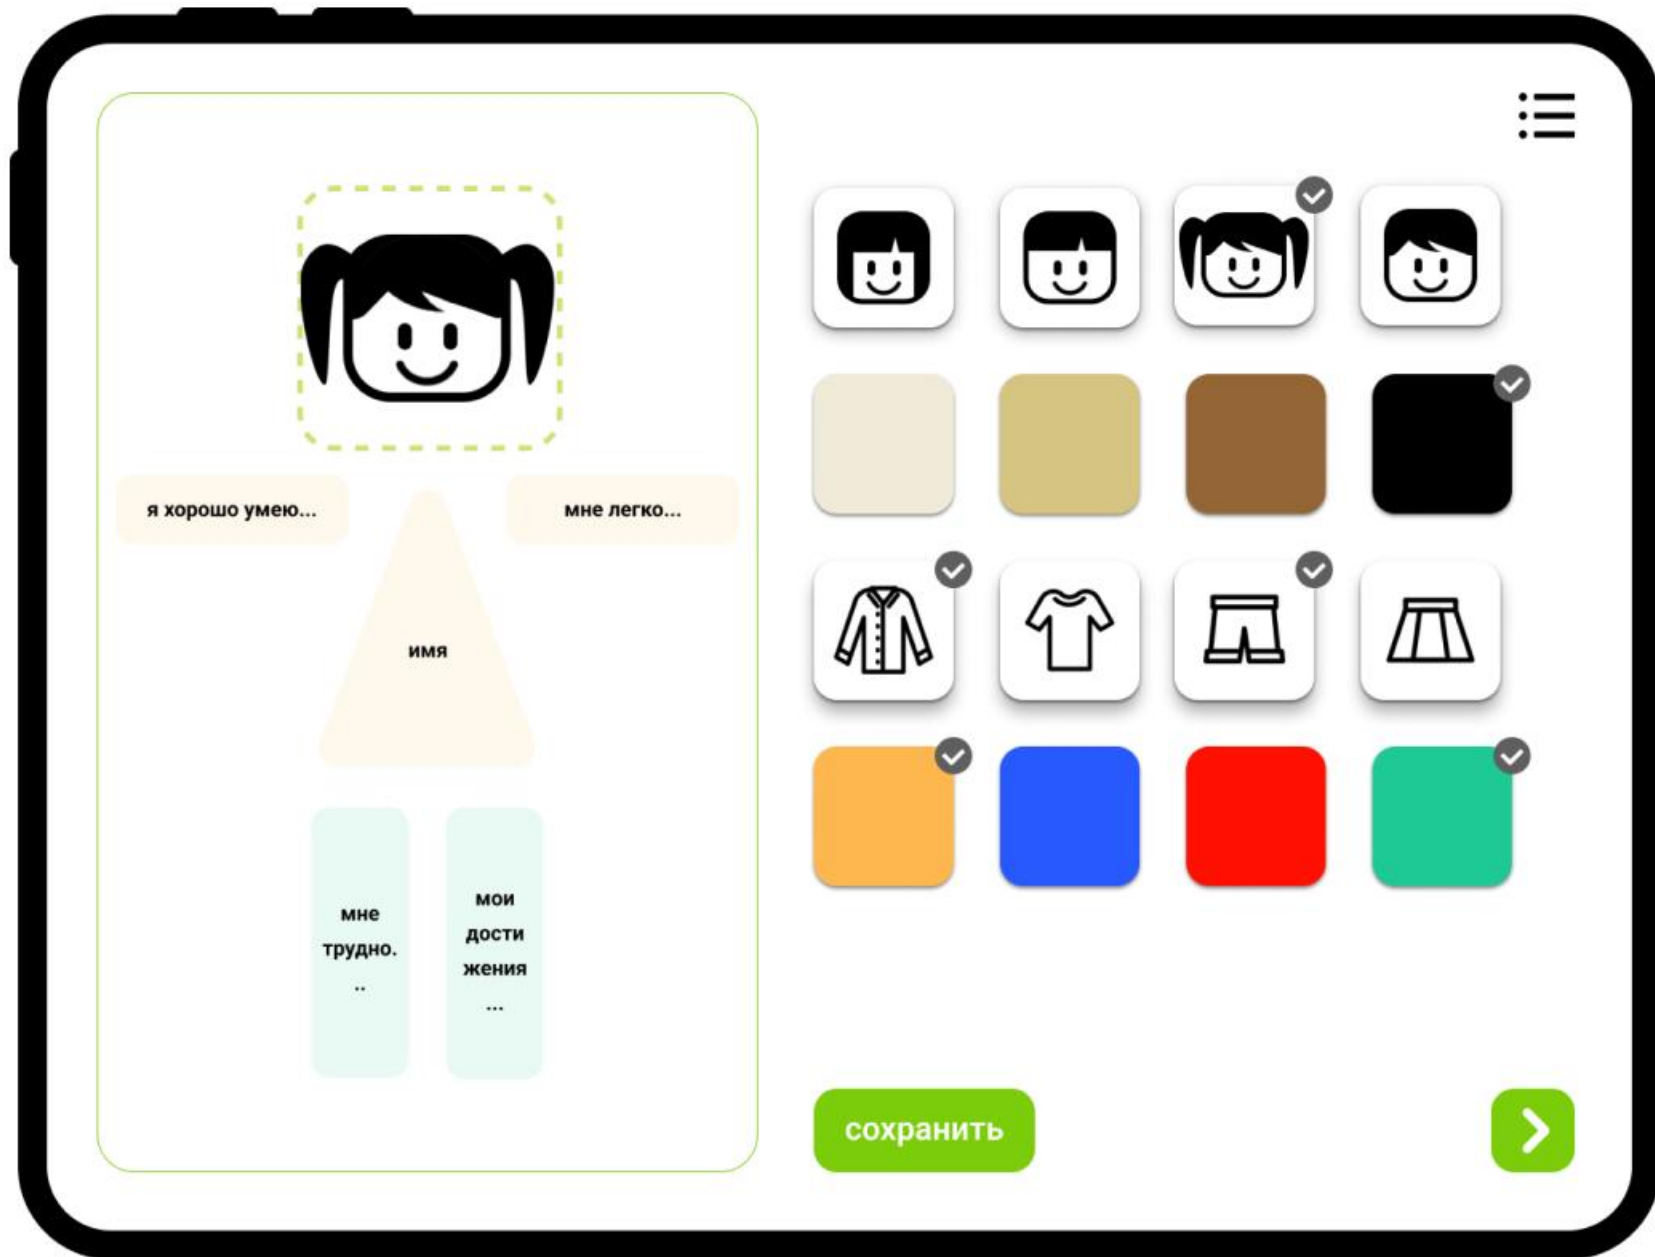 я хорошо умею...
мне легко...
имя
мне
трудно.
..
мои
дости
жения
...
сохранить